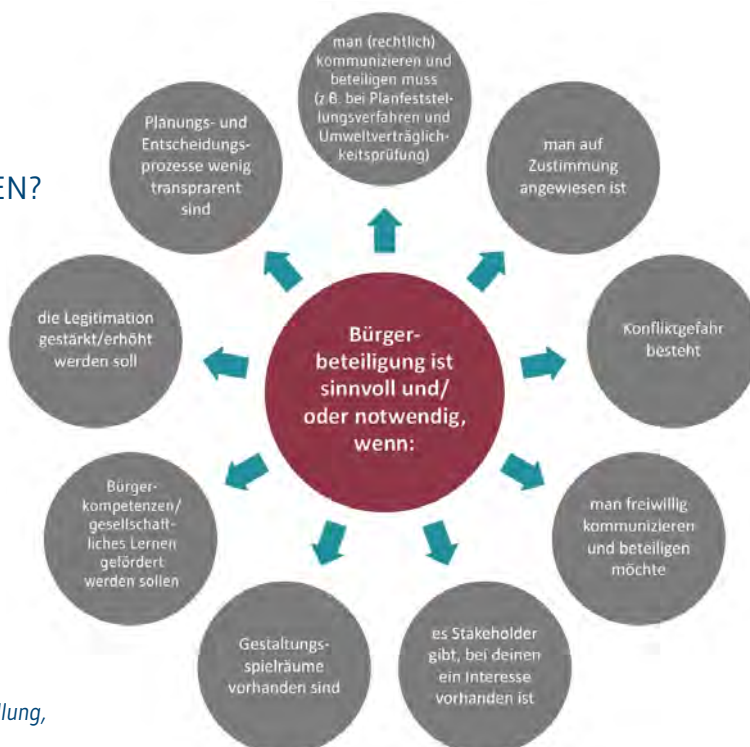 EN?
man (rechtlich)
kommunizieren und
beteiligen muss
(z.B. bei Planfeststel-
lungsverfahren und
Umweltverträglich-
keitsprüfung)
man auf
Zustimmung
angewiesen ist
Konfliktgefahr
besteht
man freiwillig
kommunizieren
und beteiligen
möchte
es Stakeholder
gibt, bei deinen
ein Interesse
vorhanden ist
Gestaltungs-
spielräume
vorhanden sind
Bürger-
kompetenzen/
gesellschaft-
liches Lernen
gefördert
werden sollen
die Legitimation
gestärkt/erhöht
werden soll
Planungs- und
Entscheidungs-
prozesse wenig
transprarent
sind
Bürger-
beteiligung ist
sinnvoll und/
oder notwendig,
wenn:
llung,